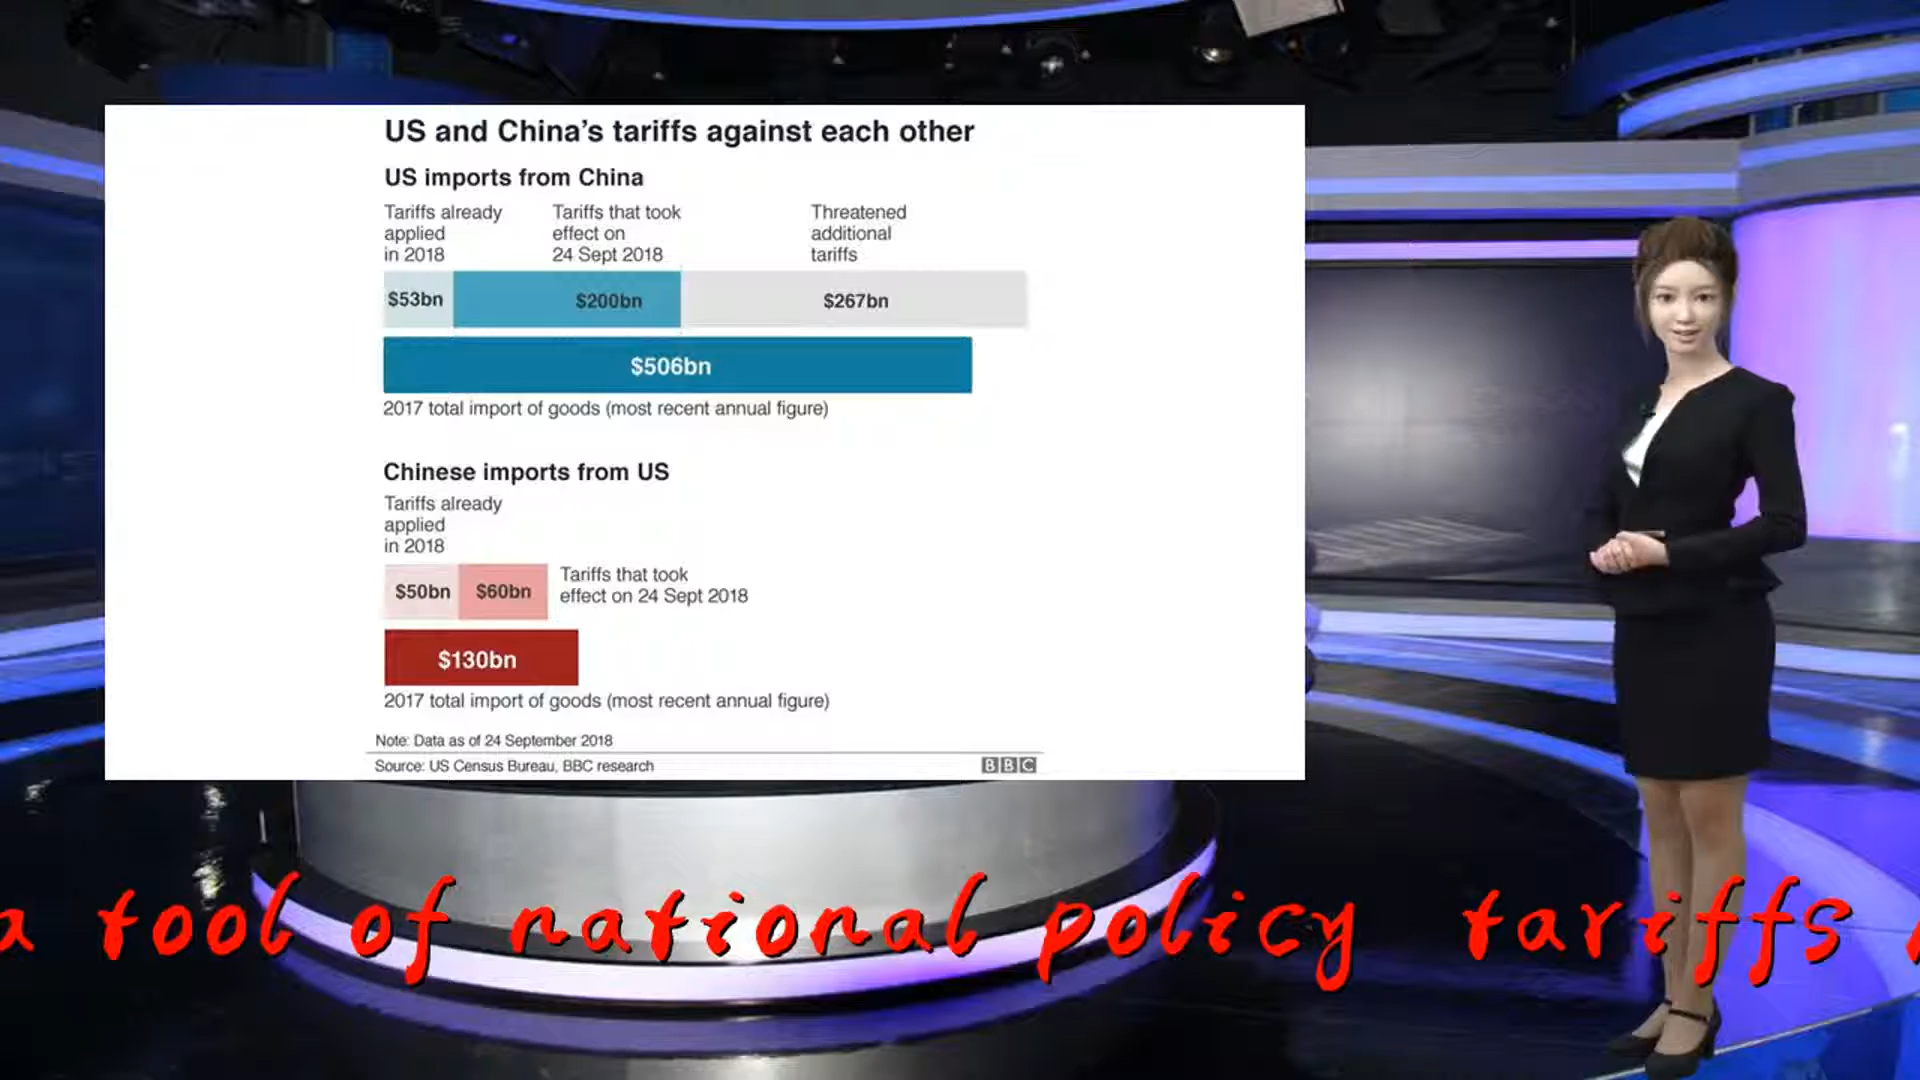 US and China’s tariffs against each other
US imports from China
Tariffs already
applied
in 2018
Tariffs that took
effect on
24 Sept 2018
Threatened
additional
tariffs
$53bn
$200bn
$267bn
$506bn
2017 total import of goods (most recent annual figure)
Chinese imports from US
Tariffs already
applied
in 2018
$50bn
$60bn
Tariffs that took
effect on 24 Sept 2018
$130bn
2017 total import of goods (most recent annual figure)
Note: Data as of 24 September 2018
Source: US Census Bureau, BBC research
BBC
a tool of national policy tariffs